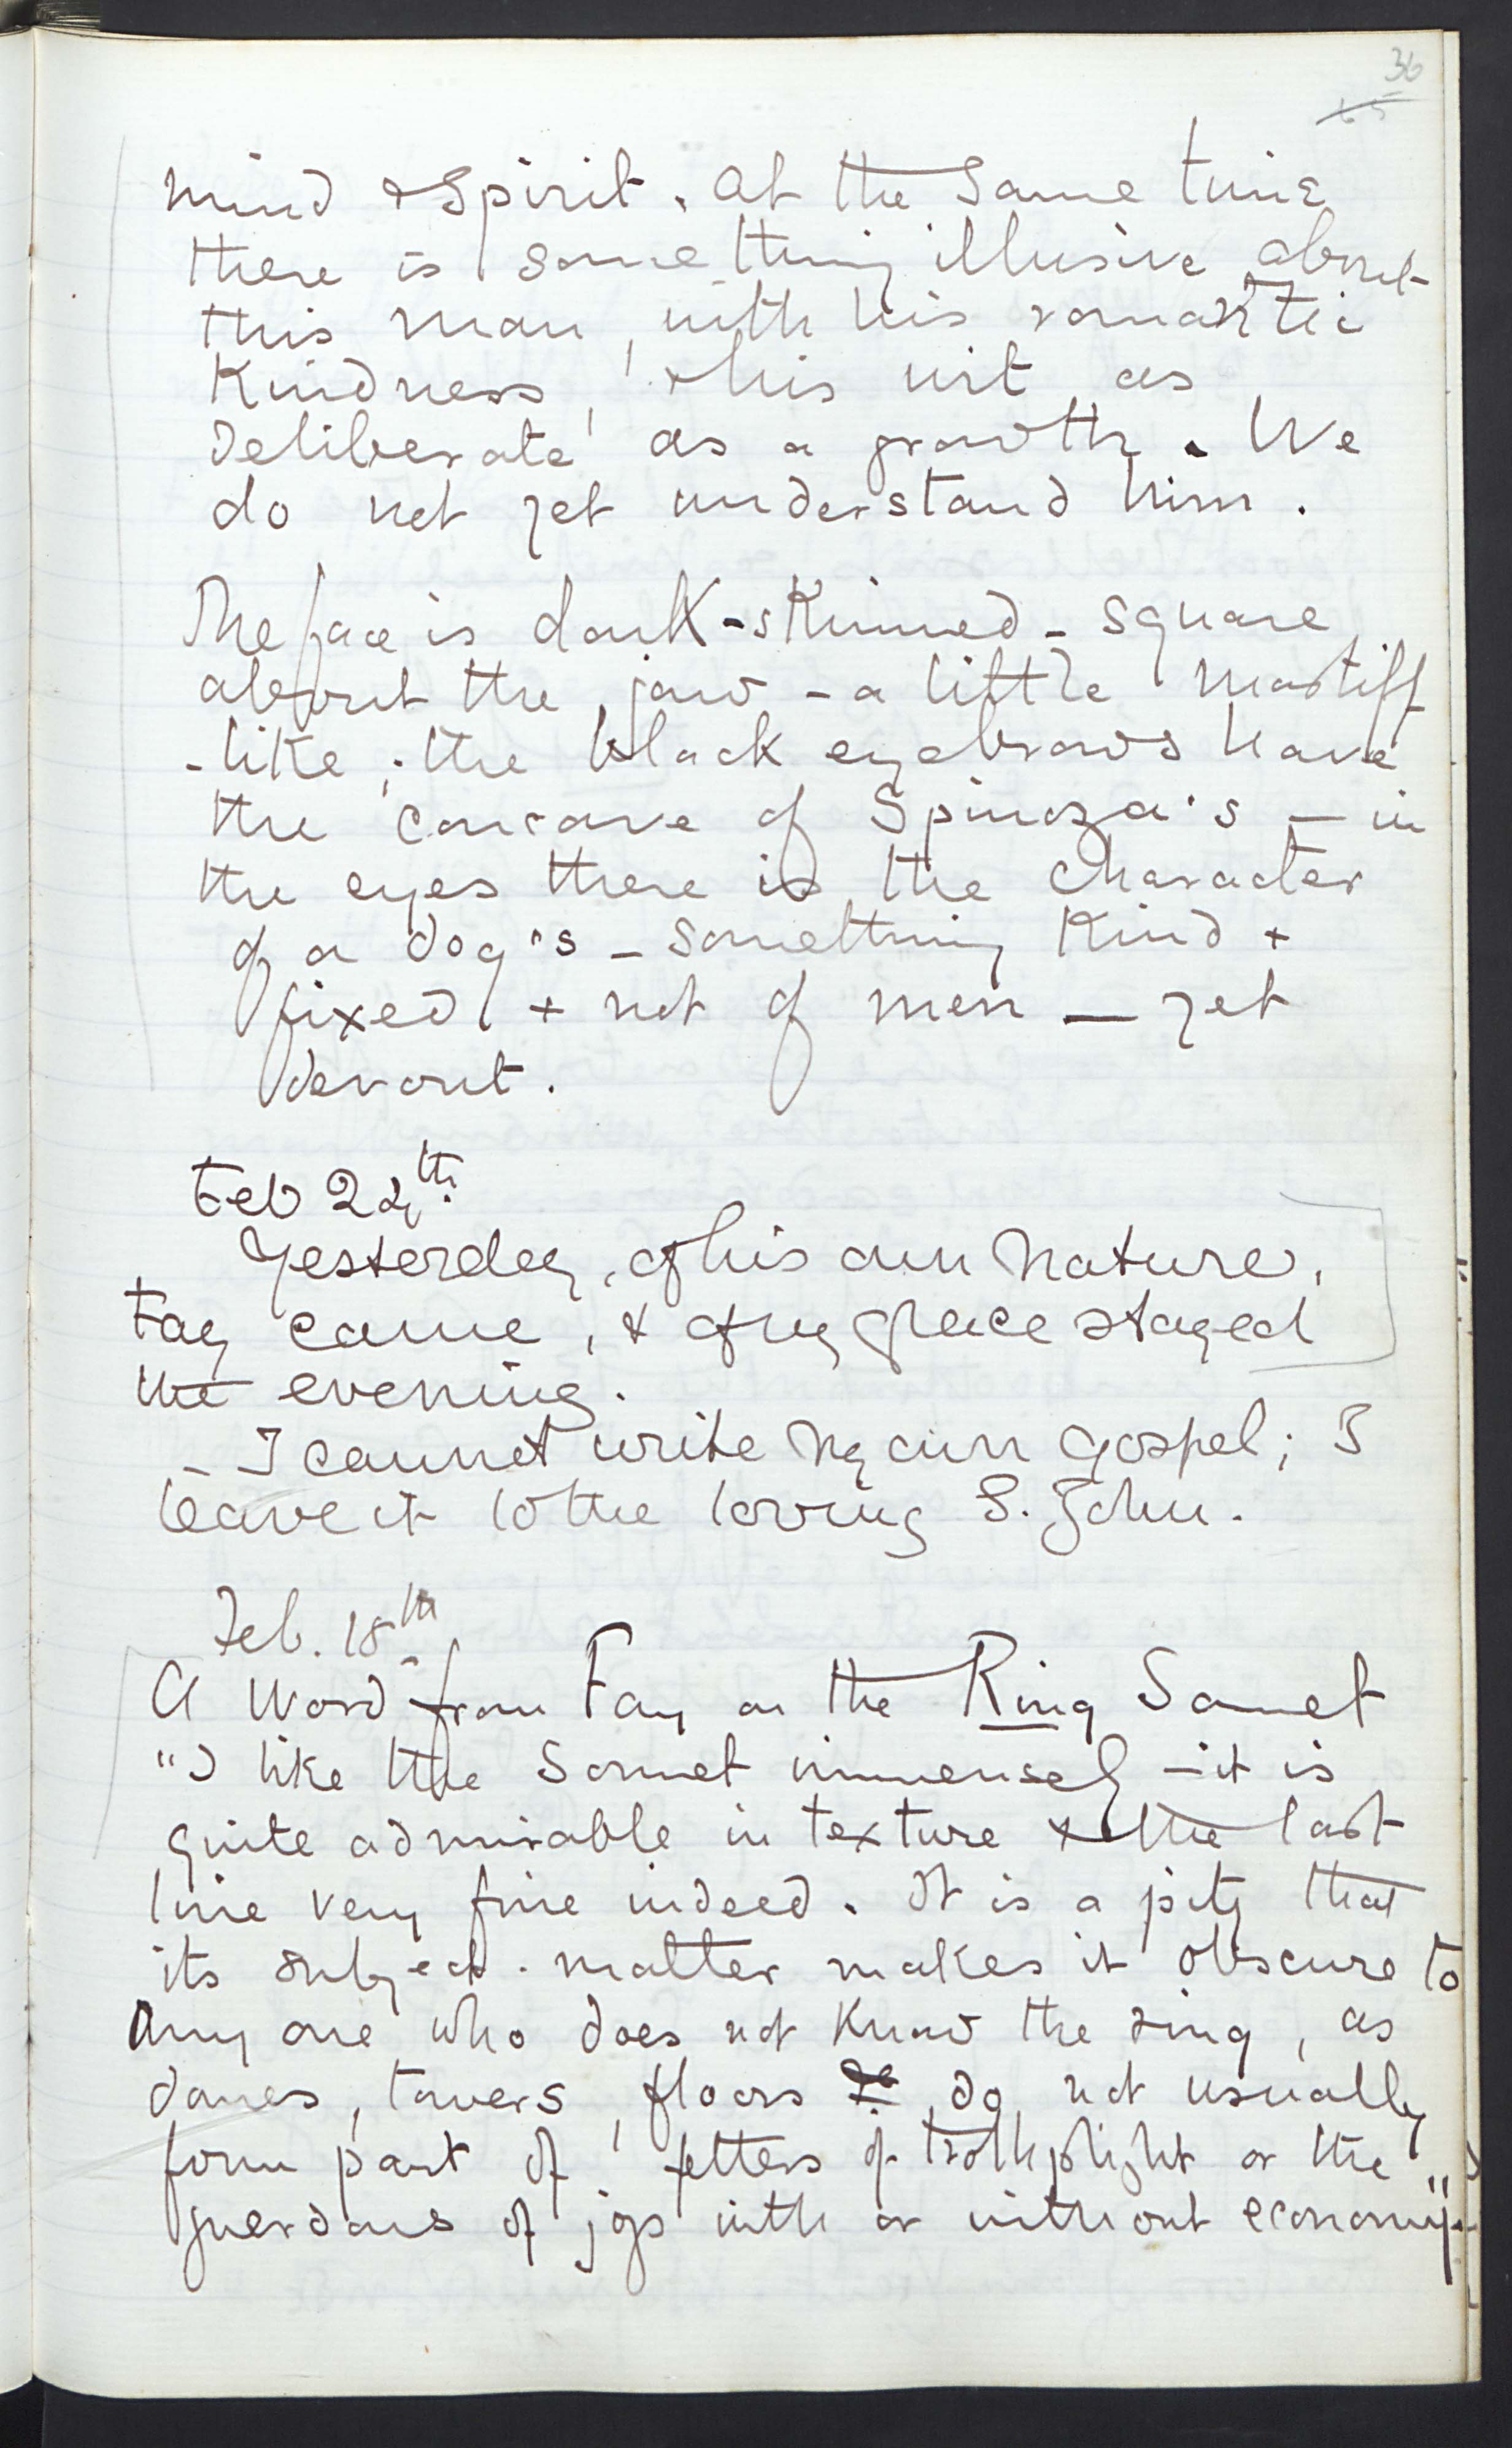 36
mind & spirit. At the same time
there is something illusive about
this man, with his romantic
kindness, & his wit as
deliberate as a growth. We
do not yet understand him.
The face is dark-skinned - square
about the jaw - a little mastiff
-like; the black eyebrows have
the concave of Spinoza's — in
the eyes there is the character
of a dog's - something kind &
fixed & not of men — yet
devout.
Feb 24th.
Yesterday, of his own nature,
Fay came, & of my grace stayed
the evening.
- I cannot write my own gospel; I
leave it to the loving S. John.
Feb. 18th
A Word from Fay on the Ring Sonnet
"I like the Sonnet immensely - it is
quite admirable in texture & the last
line very fine indeed. It is a pity that
its subject-matter makes it obscure to
any one who does not know the ring, as
domes, towers, floors do not usually
form part of fetters of trothplight or the
guerdons of joys with or without economy."